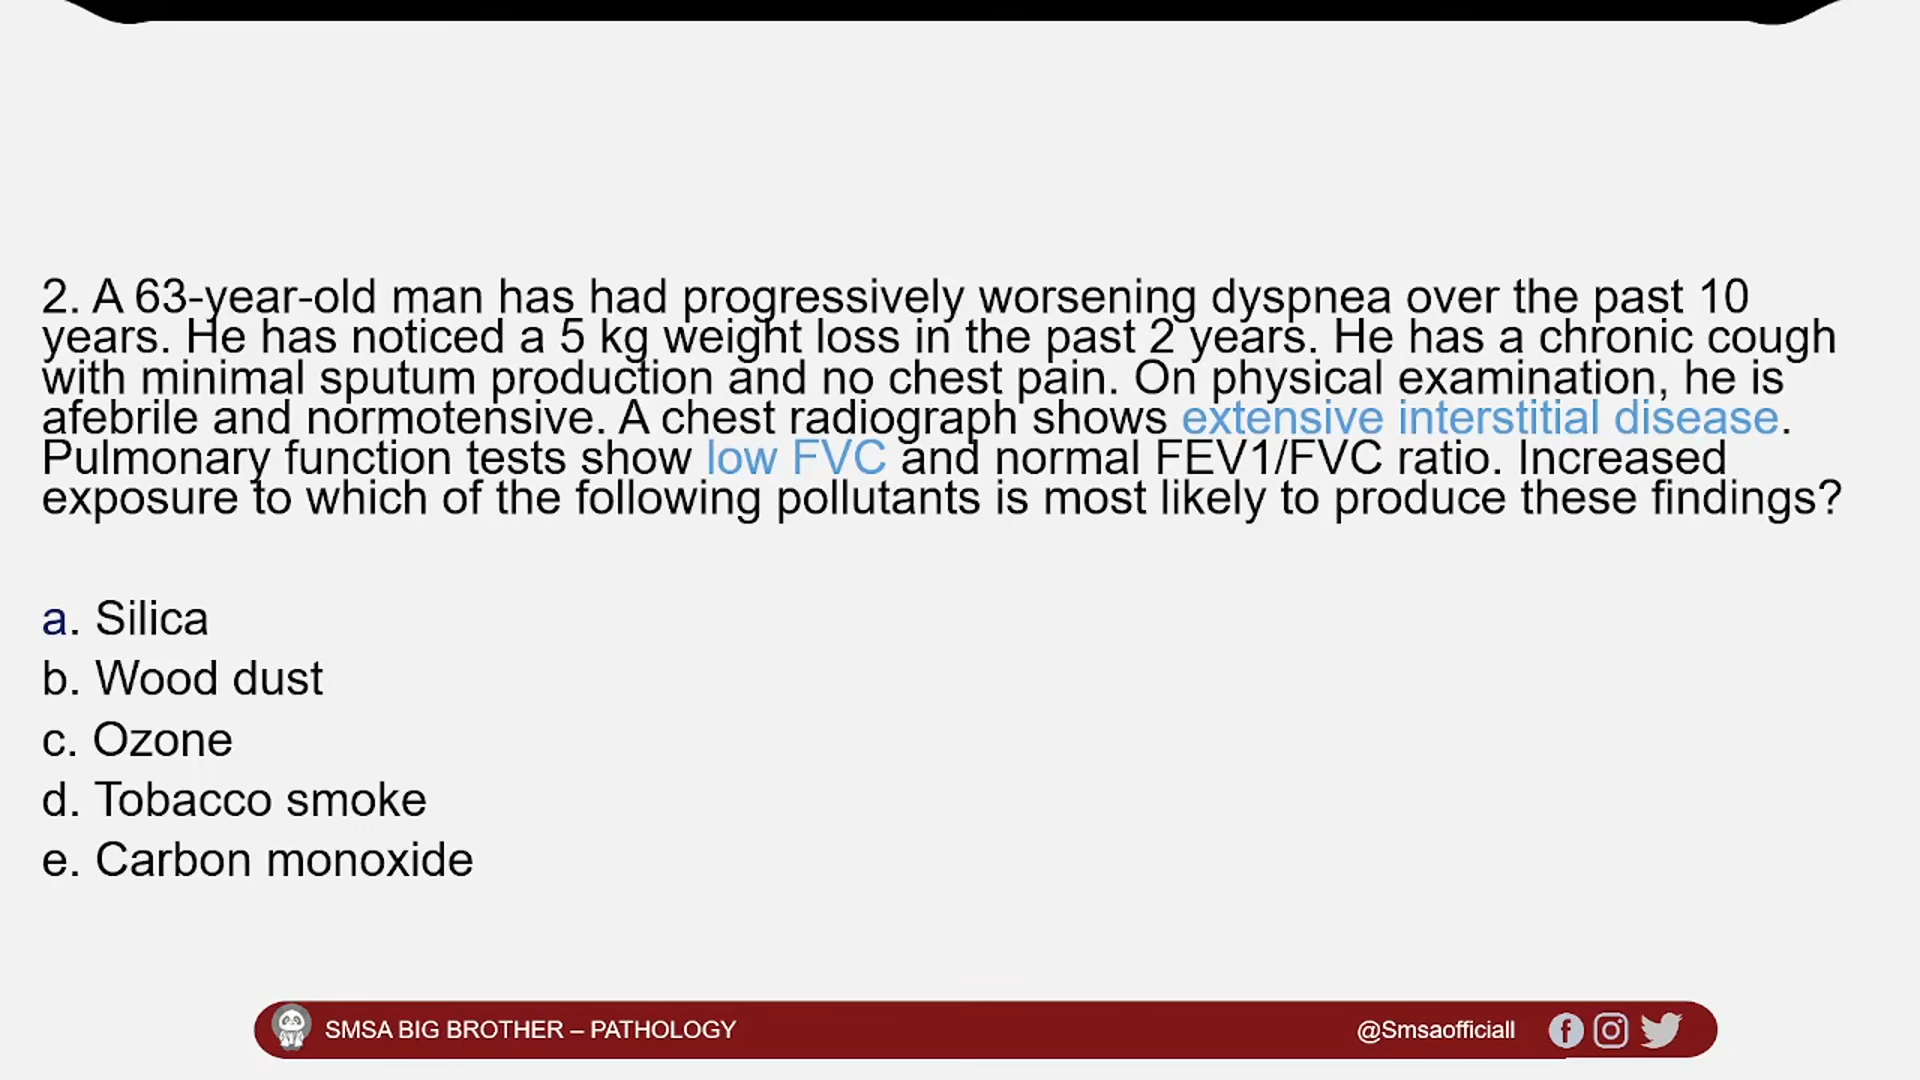 2. A 63-year-old man has had progressively worsening dyspnea over the past 10
years. He has noticed a 5 kg weight loss in the past 2 years. He has a chronic cough
with minimal sputum production and no chest pain. On physical examination, he is
afebrile and normotensive. A chest radiograph shows extensive interstitial disease.
Pulmonary function tests show low FVC and normal FEV1/FVC ratio. Increased
exposure to which of the following pollutants is most likely to produce these findings?
a. Silica
b. Wood dust
c. Ozone
d. Tobacco smoke
e. Carbon monoxide
SMSA BIG BROTHER – PATHOLOGY
@Smsaofficiall